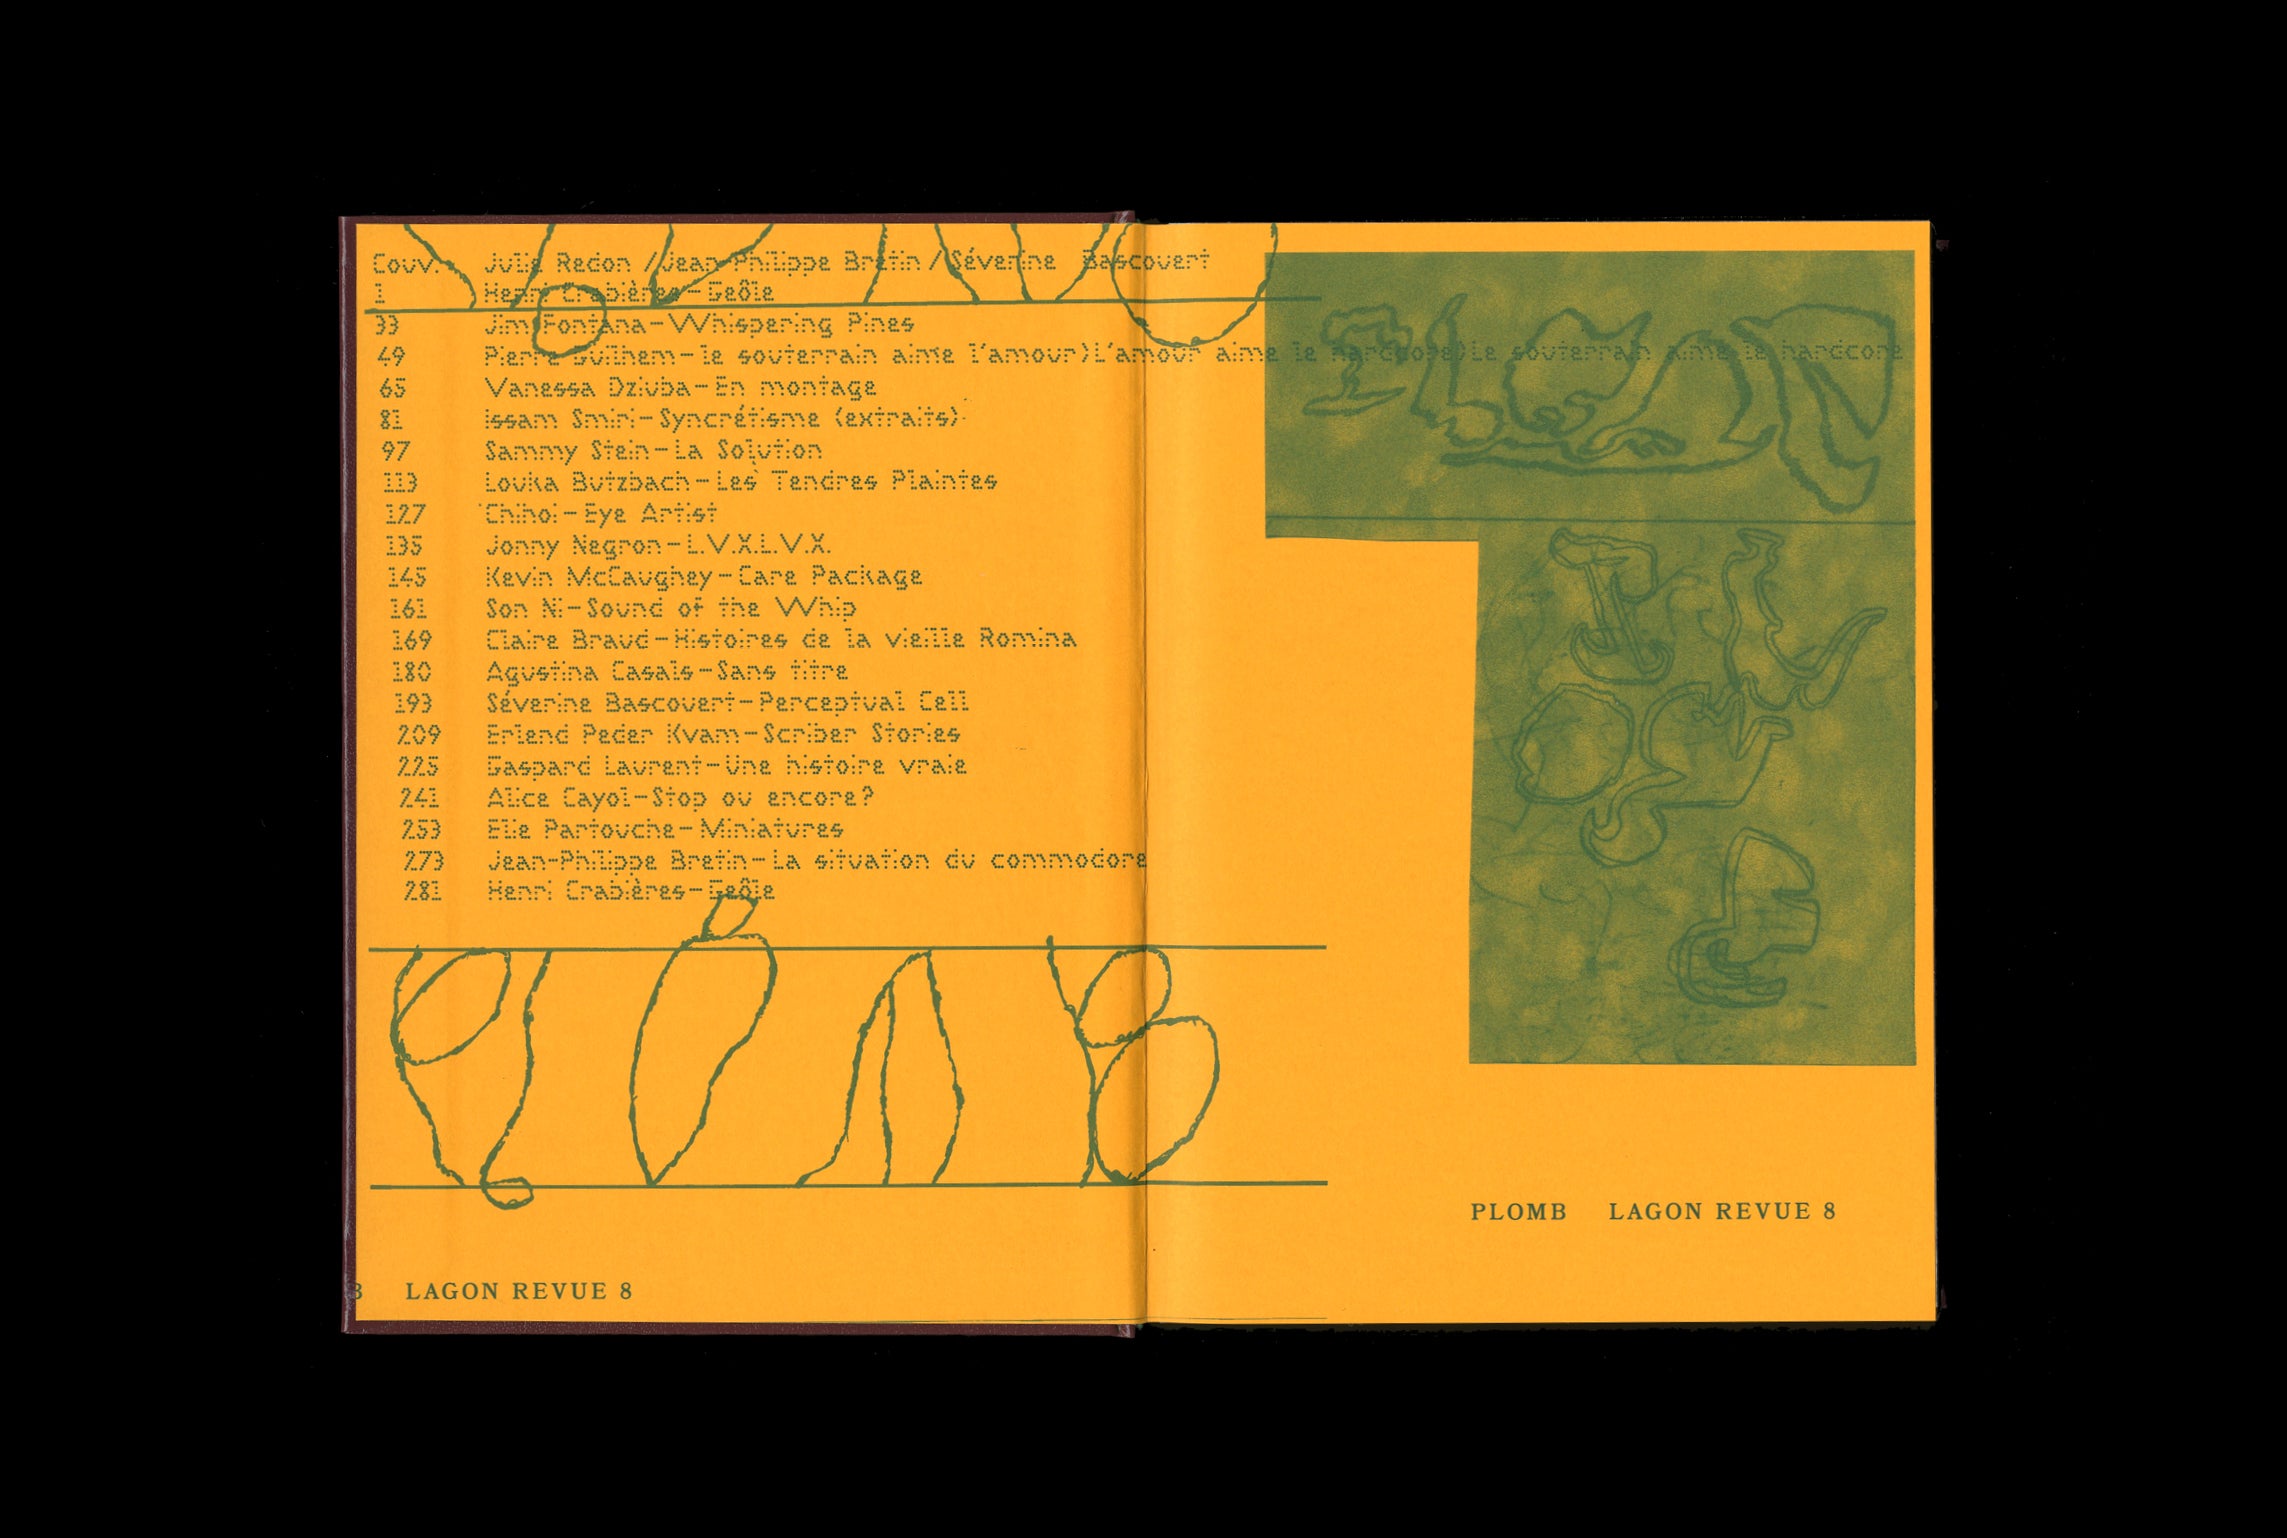 Couv. Julie Redon / Jean-Philippe Bretin / Séverine Bascouert
1 Henri Crabières-Geôle
33 Jim Fontana-Whispering Pines
49 Pierre Guilhem-le souterrain aime l'amour)L'amour aime le hardcore)Le souterrain aime le hardcore
65 Vanessa Dziuba-En montage
81 Issam Smiri-Syncrétisme (extraits)
97 Sammy Stein-La Solution
113 Louka Butzbach-Les Tendres Plaintes
127 Chihoi-Eye Artist
135 Jonny Negron-L.V.X.L.V.X.
145 Kevin McCaughey-Care Package
161 Son Ni-Sound of the Whip
169 Claire Braud-Histoires de la vieille Romina
180 Agustina Casals-Sans titre
193 Séverine Bascouert-Perceptual Cell
209 Erlend Peder Kvam-Scriber Stories
225 Gaspard Laurent-Une histoire vraie
241 Alice Cayol-Stop ou encore?
253 Elie Partouche-Miniatures
273 Jean-Philippe Bretin-La situation du commodore
281 Henri Crabières-Geôle
B LAGON REVUE 8
PLOMB LAGON REVUE 8